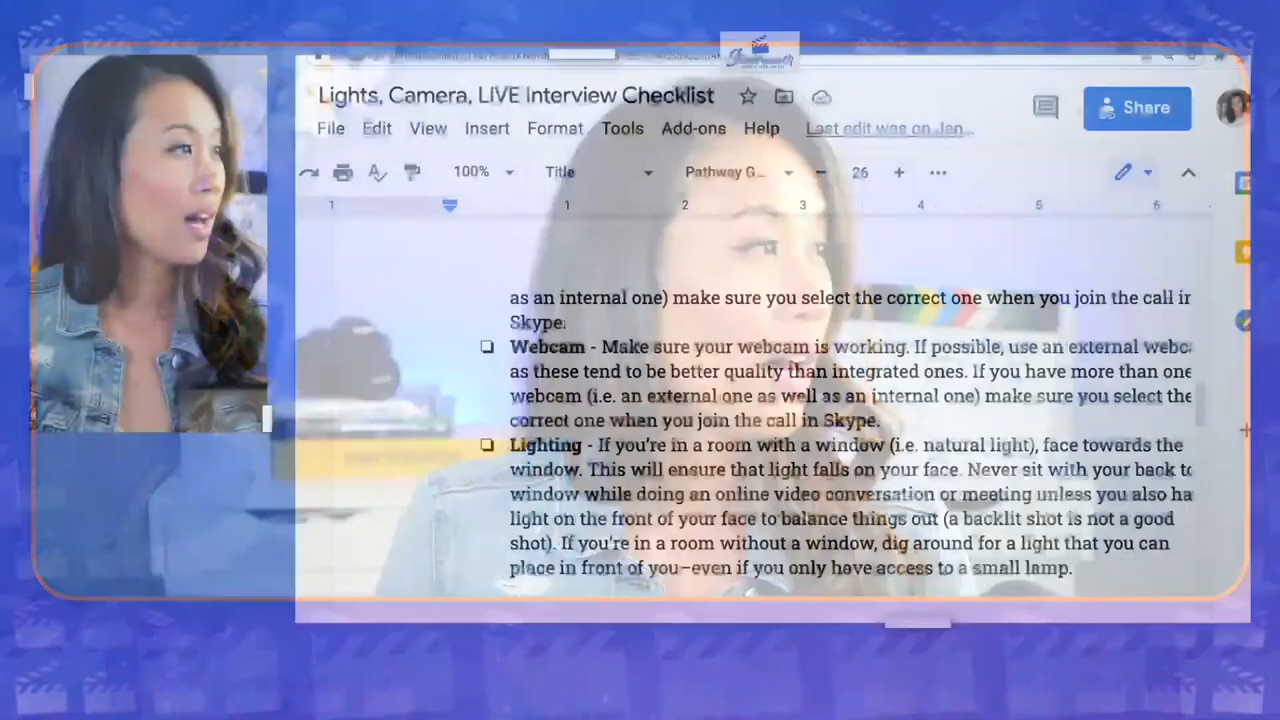 Lights, Camera, LIVE Interview Checklist
Share
File Edit View Insert Format Tools Add-ons Help Last edit was on Jan...
100% Title Pathway G... 26
1 1 2 3 4 5 6
as an internal one) make sure you select the correct one when you join the call in
Skype.
Webcam - Make sure your webcam is working. If possible, use an external webc
as these tend to be better quality than integrated ones. If you have more than one
webcam (i.e. an external one as well as an internal one) make sure you select the
correct one when you join the call in Skype.
Lighting - If you're in a room with a window (i.e. natural light), face towards the
window. This will ensure that light falls on your face. Never sit with your back to
window while doing an online video conversation or meeting unless you also ha
light on the front of your face to balance things out (a backlit shot is not a good
shot). If you're in a room without a window, dig around for a light that you can
place in front of you–even if you only have access to a small lamp.